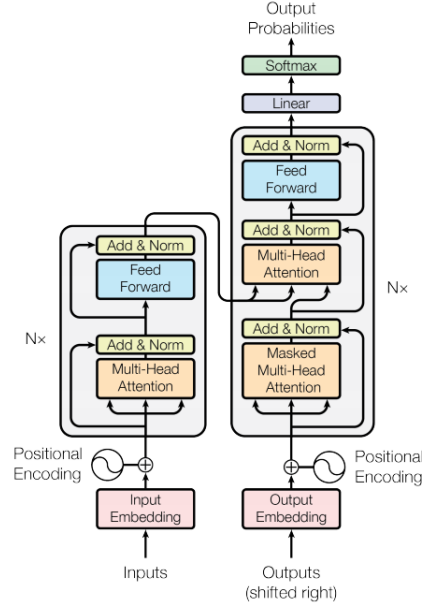 Output
Probabilities
Softmax
Linear
Add & Norm
Feed
Forward
Add & Norm
Multi-Head
Attention
Add & Norm
Masked
Multi-Head
Attention
Nx
Add & Norm
Feed
Forward
Nx
Add & Norm
Multi-Head
Attention
Positional
Encoding
Positional
Encoding
Input
Embedding
Output
Embedding
Inputs
Outputs
(shifted right)